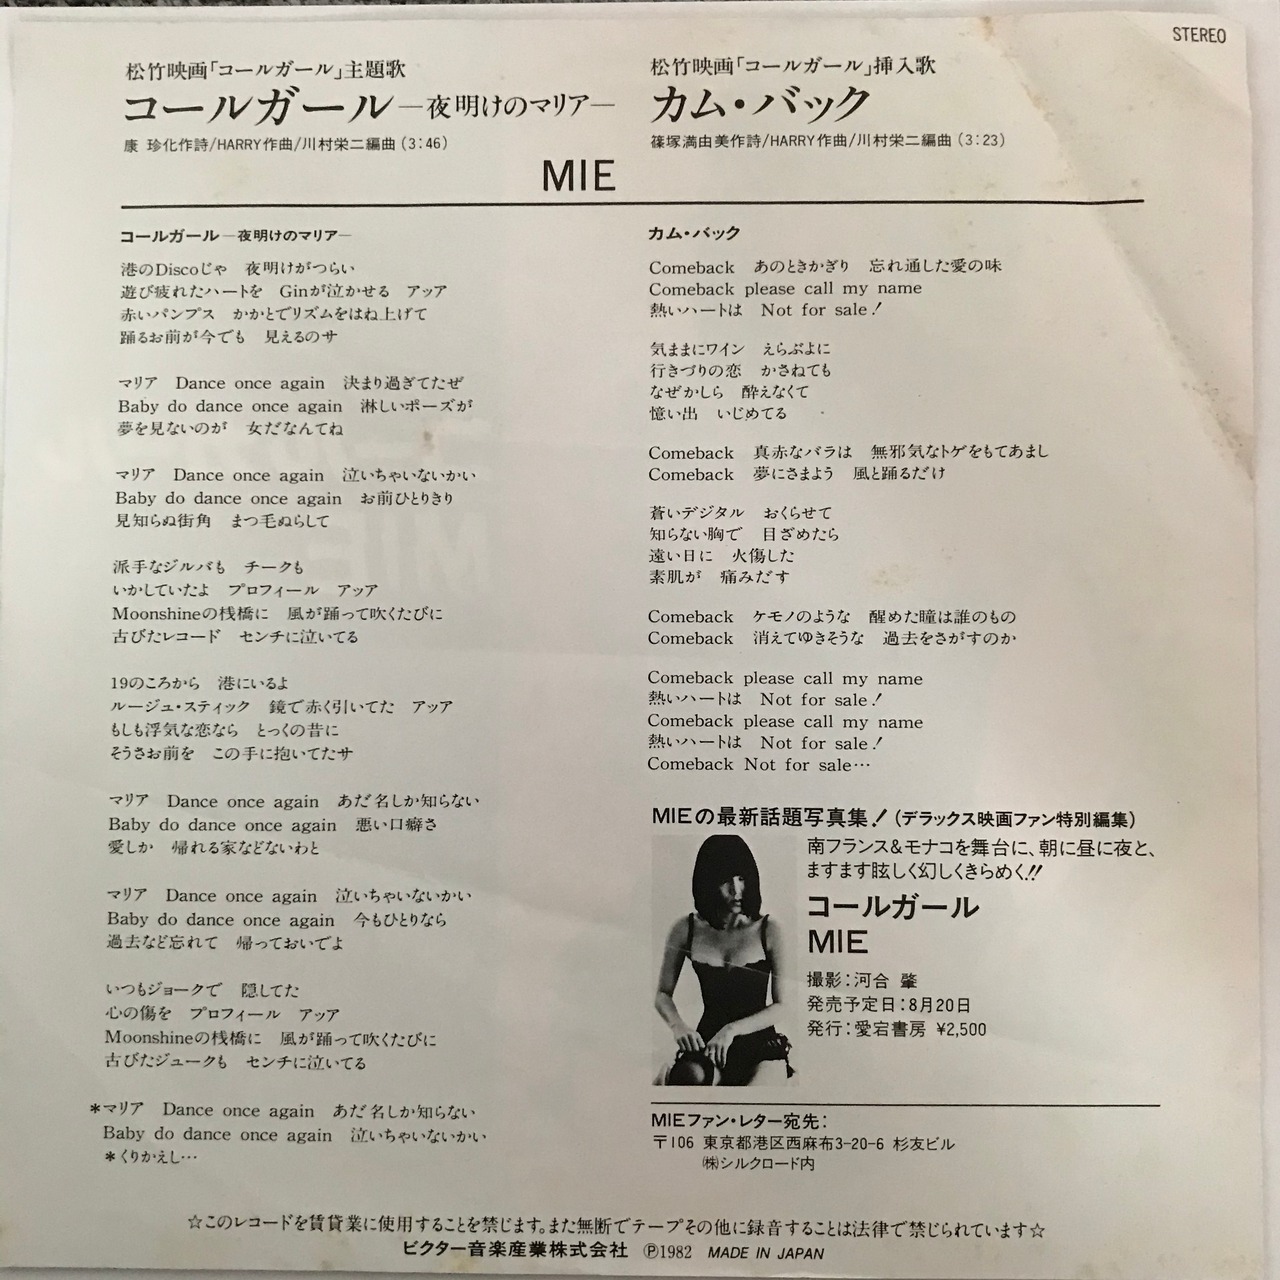 STEREO
松竹映画「コールガール」主題歌
コールガール―夜明けのマリア―
康 珍化作詩/HARRY作曲/川村栄二編曲(3:46)
松竹映画「コールガール」挿入歌
カム・バック
篠塚満由美作詩/HARRY作曲/川村栄二編曲(3:23)
MIE
コールガール―夜明けのマリア―
港のDiscoじゃ 夜明けがつらい
遊び疲れたハートを Ginが泣かせる アッア
赤いパンプス かかとでリズムをはね上げて
踊るお前が今でも 見えるのサ
マリア Dance once again 決まり過ぎてたぜ
Baby do dance once again 淋しいポーズが
夢を見ないのが 女だなんてね
マリア Dance once again 泣いちゃいないかい
Baby do dance once again お前ひとりきり
見知らぬ街角 まつ毛ぬらして
派手なジルバも チークも
いかしていたよ プロフィール アッア
Moonshineの桟橋に 風が踊って吹くたびに
古びたレコード センチに泣いてる
19のころから 港にいるよ
ルージュ・スティック 鏡で赤く引いてた アッア
もしも浮気な恋なら とっくの昔に
そうさお前を この手に抱いてたサ
マリア Dance once again あだ名しか知らない
Baby do dance once again 悪い口癖さ
愛しか 帰れる家などないわと
マリア Dance once again 泣いちゃいないかい
Baby do dance once again 今もひとりなら
過去など忘れて 帰っておいでよ
いつもジョークで 隠してた
心の傷を プロフィール アッア
Moonshineの桟橋に 風が踊って吹くたびに
古びたジュークも センチに泣いてる
*マリア Dance once again あだ名しか知らない
Baby do dance once again 泣いちゃいないかい
*くりかえし…
カム・バック
Comeback あのときかぎり 忘れ通した愛の味
Comeback please call my name
熱いハートは Not for sale!
気ままにワイン えらぶよに
行きづりの恋 かさねても
なぜかしら 酔えなくて
憶い出 いじめてる
Comeback 真赤なバラは 無邪気なトゲをもてあまし
Comeback 夢にさまよう 風と踊るだけ
蒼いデジタル おくらせて
知らない胸で 目ざめたら
遠い日に 火傷した
素肌が 痛みだす
Comeback ケモノのような 醒めた瞳は誰のもの
Comeback 消えてゆきそうな 過去をさがすのか
Comeback please call my name
熱いハートは Not for sale!
Comeback please call my name
熱いハートは Not for sale!
Comeback Not for sale…
MIEの最新話題写真集!(デラックス映画ファン特別編集)
南フランス&モナコを舞台に、朝に昼に夜と、
ますます眩しく幻しくきらめく!!
コールガール
MIE
撮影:河合 肇
発売予定日:8月20日
発行:愛宕書房 ¥2,500
MIEファン・レター宛先:
〒106 東京都港区西麻布3-20-6 杉友ビル
㈱シルクロード内
☆このレコードを賃貸業に使用することを禁じます。また無断でテープその他に録音することは法律で禁じられています☆
ビクター音楽産業株式会社 Ⓟ1982 MADE IN JAPAN